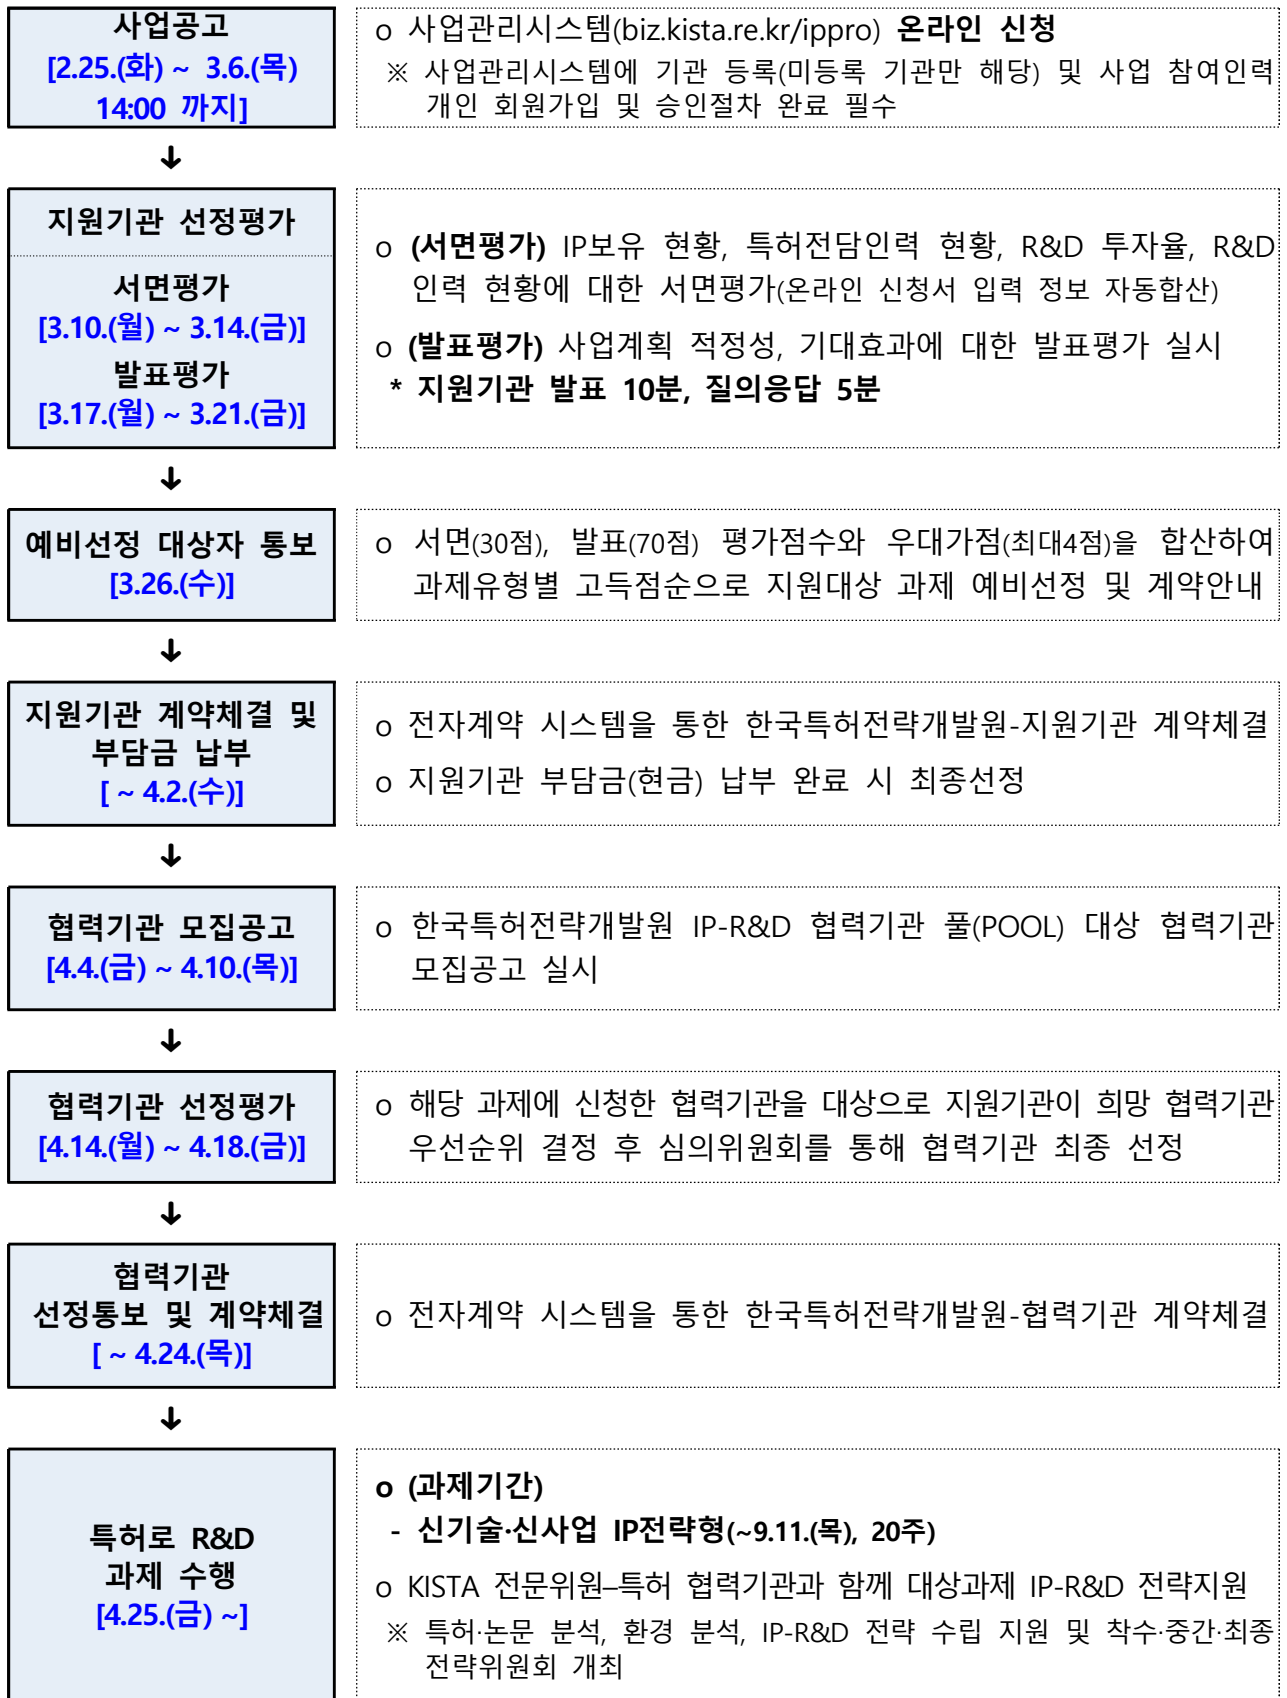 사업공고
[2.25.(화) ~ 3.6.(목)
14:00 까지]
o 사업관리시스템(biz.kista.re.kr/ippro) 온라인 신청
※ 사업관리시스템에 기관 등록(미등록 기관만 해당) 및 사업 참여인력
개인 회원가입 및 승인절차 완료 필수
↓
지원기관 선정평가
서면평가
[3.10.(월) ~ 3.14.(금)]
발표평가
[3.17.(월) ~ 3.21.(금)]
o (서면평가) IP보유 현황, 특허전담인력 현황, R&D 투자율, R&D
인력 현황에 대한 서면평가(온라인 신청서 입력 정보 자동합산)
o (발표평가) 사업계획 적정성, 기대효과에 대한 발표평가 실시
* 지원기관 발표 10분, 질의응답 5분
↓
예비선정 대상자 통보
[3.26.(수)]
o 서면(30점), 발표(70점) 평가점수와 우대가점(최대4점)을 합산하여
과제유형별 고득점순으로 지원대상 과제 예비선정 및 계약안내
↓
지원기관 계약체결 및
부담금 납부
[ ~ 4.2.(수)]
o 전자계약 시스템을 통한 한국특허전략개발원-지원기관 계약체결
o 지원기관 부담금(현금) 납부 완료 시 최종선정
↓
협력기관 모집공고
[4.4.(금) ~ 4.10.(목)]
o 한국특허전략개발원 IP-R&D 협력기관 풀(POOL) 대상 협력기관
모집공고 실시
↓
협력기관 선정평가
[4.14.(월) ~ 4.18.(금)]
o 해당 과제에 신청한 협력기관을 대상으로 지원기관이 희망 협력기관
우선순위 결정 후 심의위원회를 통해 협력기관 최종 선정
↓
협력기관
선정통보 및 계약체결
[ ~ 4.24.(목)]
o 전자계약 시스템을 통한 한국특허전략개발원-협력기관 계약체결
↓
특허로 R&D
과제 수행
[4.25.(금) ~]
o (과제기간)
- 신기술·신사업 IP전략형(~9.11.(목), 20주)
o KISTA 전문위원–특허 협력기관과 함께 대상과제 IP-R&D 전략지원
※ 특허·논문 분석, 환경 분석, IP-R&D 전략 수립 지원 및 착수·중간·최종
전략위원회 개최